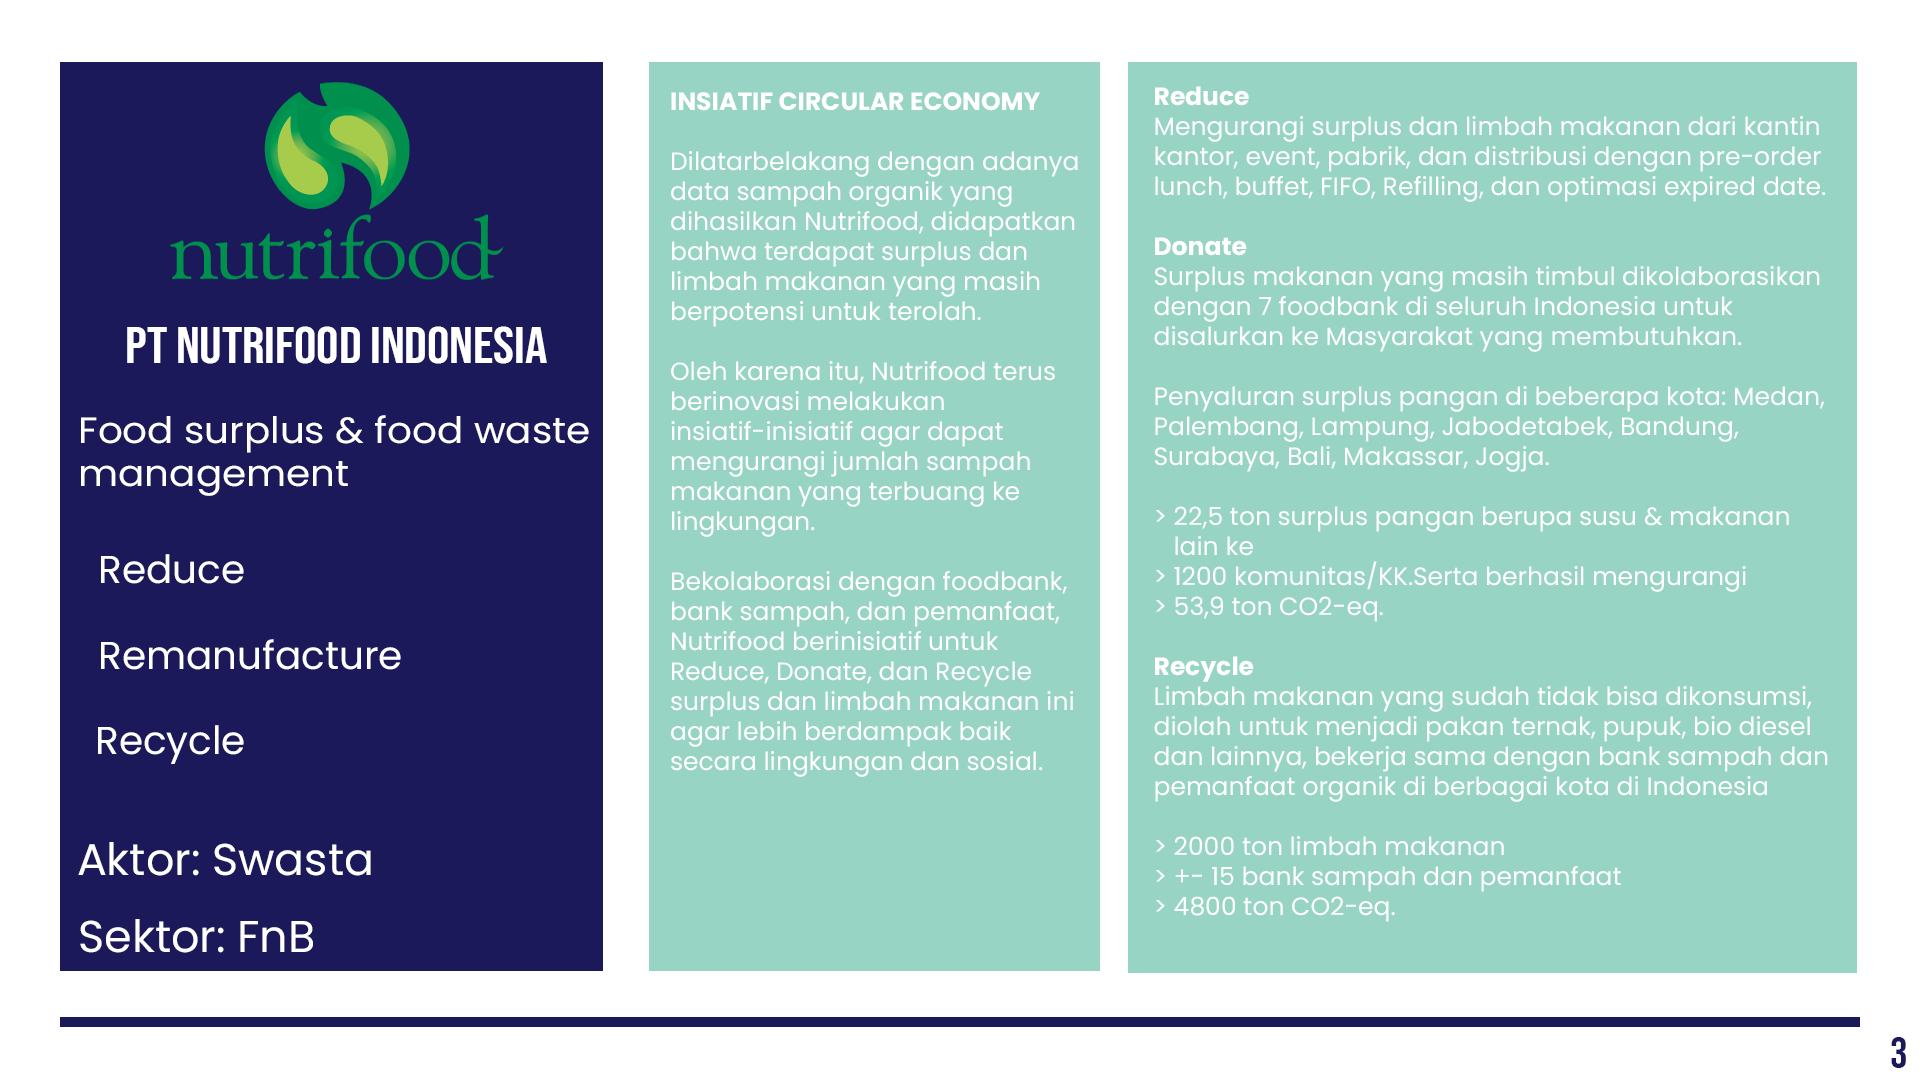 nutrifood
PT NUTRIFOOD INDONESIA
Food surplus & food waste
management
Reduce
Remanufacture
Recycle
Aktor: Swasta
Sektor: FnB
INSIATIF CIRCULAR ECONOMY
Dilatarbelakang dengan adanya
data sampah organik yang
dihasilkan Nutrifood, didapatkan
bahwa terdapat surplus dan
limbah makanan yang masih
berpotensi untuk terolah.
Oleh karena itu, Nutrifood terus
berinovasi melakukan
insiatif-inisiatif agar dapat
mengurangi jumlah sampah
makanan yang terbuang ke
lingkungan.
Bekolaborasi dengan foodbank,
bank sampah, dan pemanfaat,
Nutrifood berinisiatif untuk
Reduce, Donate, dan Recycle
surplus dan limbah makanan ini
agar lebih berdampak baik
secara lingkungan dan sosial.
Reduce
Mengurangi surplus dan limbah makanan dari kantin
kantor, event, pabrik, dan distribusi dengan pre-order
lunch, buffet, FIFO, Refilling, dan optimasi expired date.
Donate
Surplus makanan yang masih timbul dikolaborasikan
dengan 7 foodbank di seluruh Indonesia untuk
disalurkan ke Masyarakat yang membutuhkan.
Penyaluran surplus pangan di beberapa kota: Medan,
Palembang, Lampung, Jabodetabek, Bandung,
Surabaya, Bali, Makassar, Jogja.
> 22,5 ton surplus pangan berupa susu & makanan
lain ke
> 1200 komunitas/KK.Serta berhasil mengurangi
> 53,9 ton CO2-eq.
Recycle
Limbah makanan yang sudah tidak bisa dikonsumsi,
diolah untuk menjadi pakan ternak, pupuk, bio diesel
dan lainnya, bekerja sama dengan bank sampah dan
pemanfaat organik di berbagai kota di Indonesia
> 2000 ton limbah makanan
> +- 15 bank sampah dan pemanfaat
> 4800 ton CO2-eq.
3